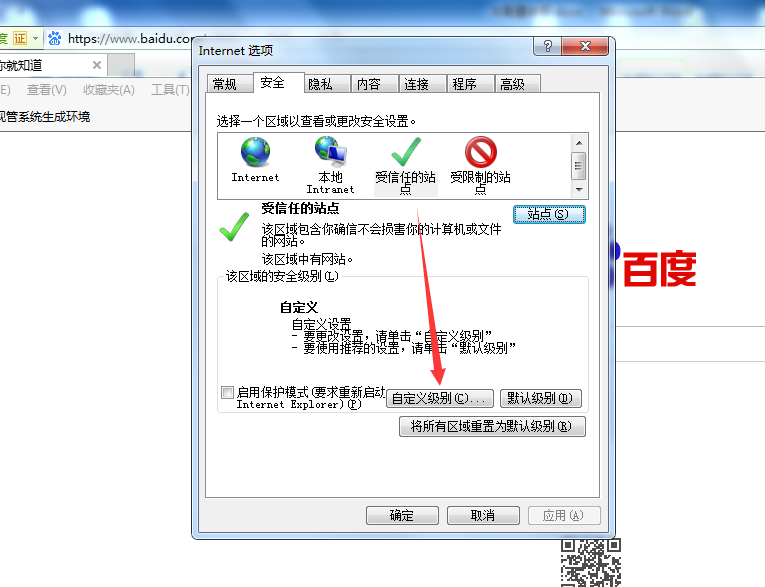 度 证 https://www.baidu.co
你就知道
E) 查看(V) 收藏夹(A) 工具(T)
视管系统生成环境
Internet 选项
常规 安全 隐私 内容 连接 程序 高级
选择一个区域以查看或更改安全设置。
Internet 本地 Intranet 受信任的站点 受限制的站点
受信任的站点
站点(S)
该区域包含你确信不会损害你的计算机或文件
的网站。
该区域中有网站。
该区域的安全级别(L)
自定义
自定义设置
- 要更改设置，请单击“自定义级别”
- 要使用推荐的设置，请单击“默认级别”
启用保护模式(要求重新启动
Internet Explorer)(P)
自定义级别(C)... 默认级别(D)
将所有区域重置为默认级别(R)
确定 取消 应用(A)
百度